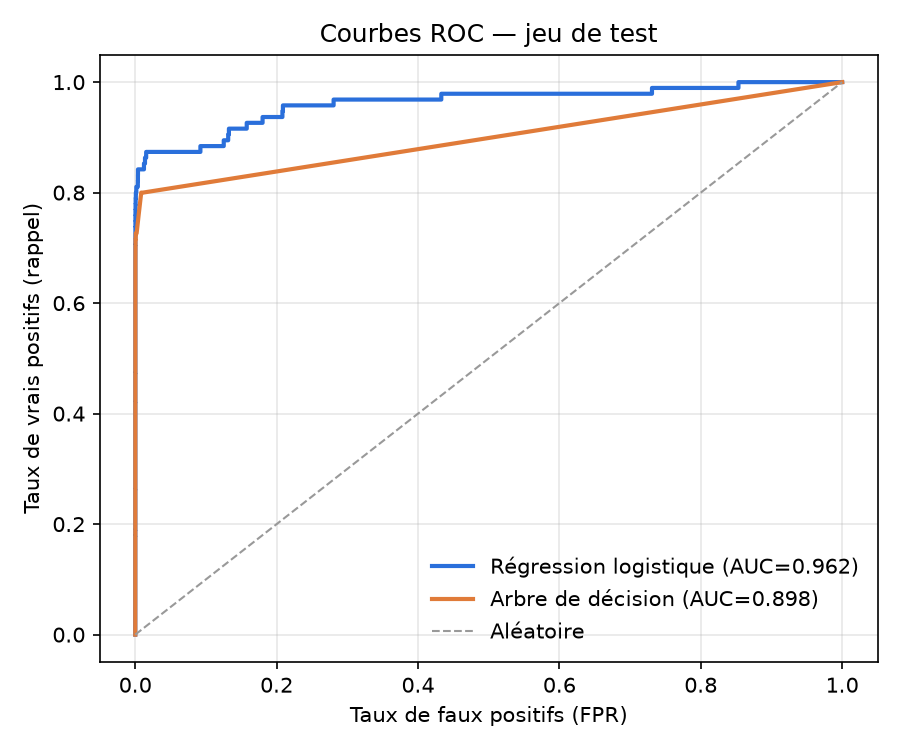 Courbes ROC — jeu de test
Taux de vrais positifs (rappel)
1.0
0.8
0.6
0.4
0.2
0.0
Régression logistique (AUC=0.962)
Arbre de décision (AUC=0.898)
Aléatoire
0.0 0.2 0.4 0.6 0.8 1.0
Taux de faux positifs (FPR)